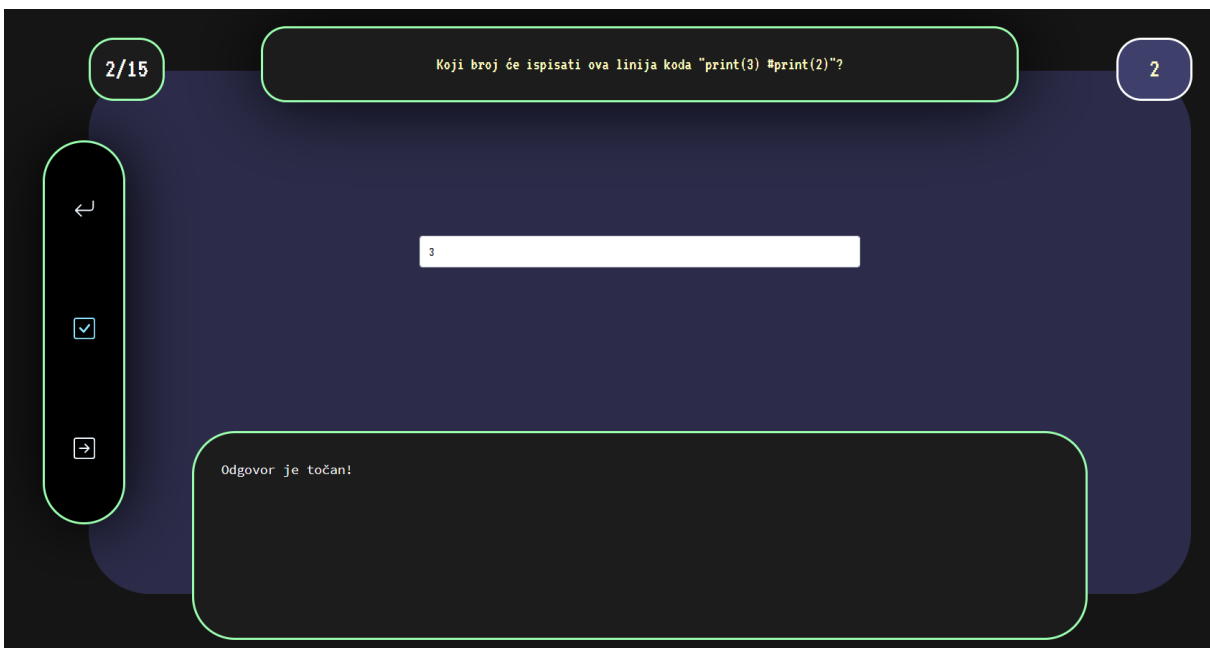 2/15
Koji broj će ispisati ova linija koda "print(3) #print(2)"?
2
3
Odgovor je točan!